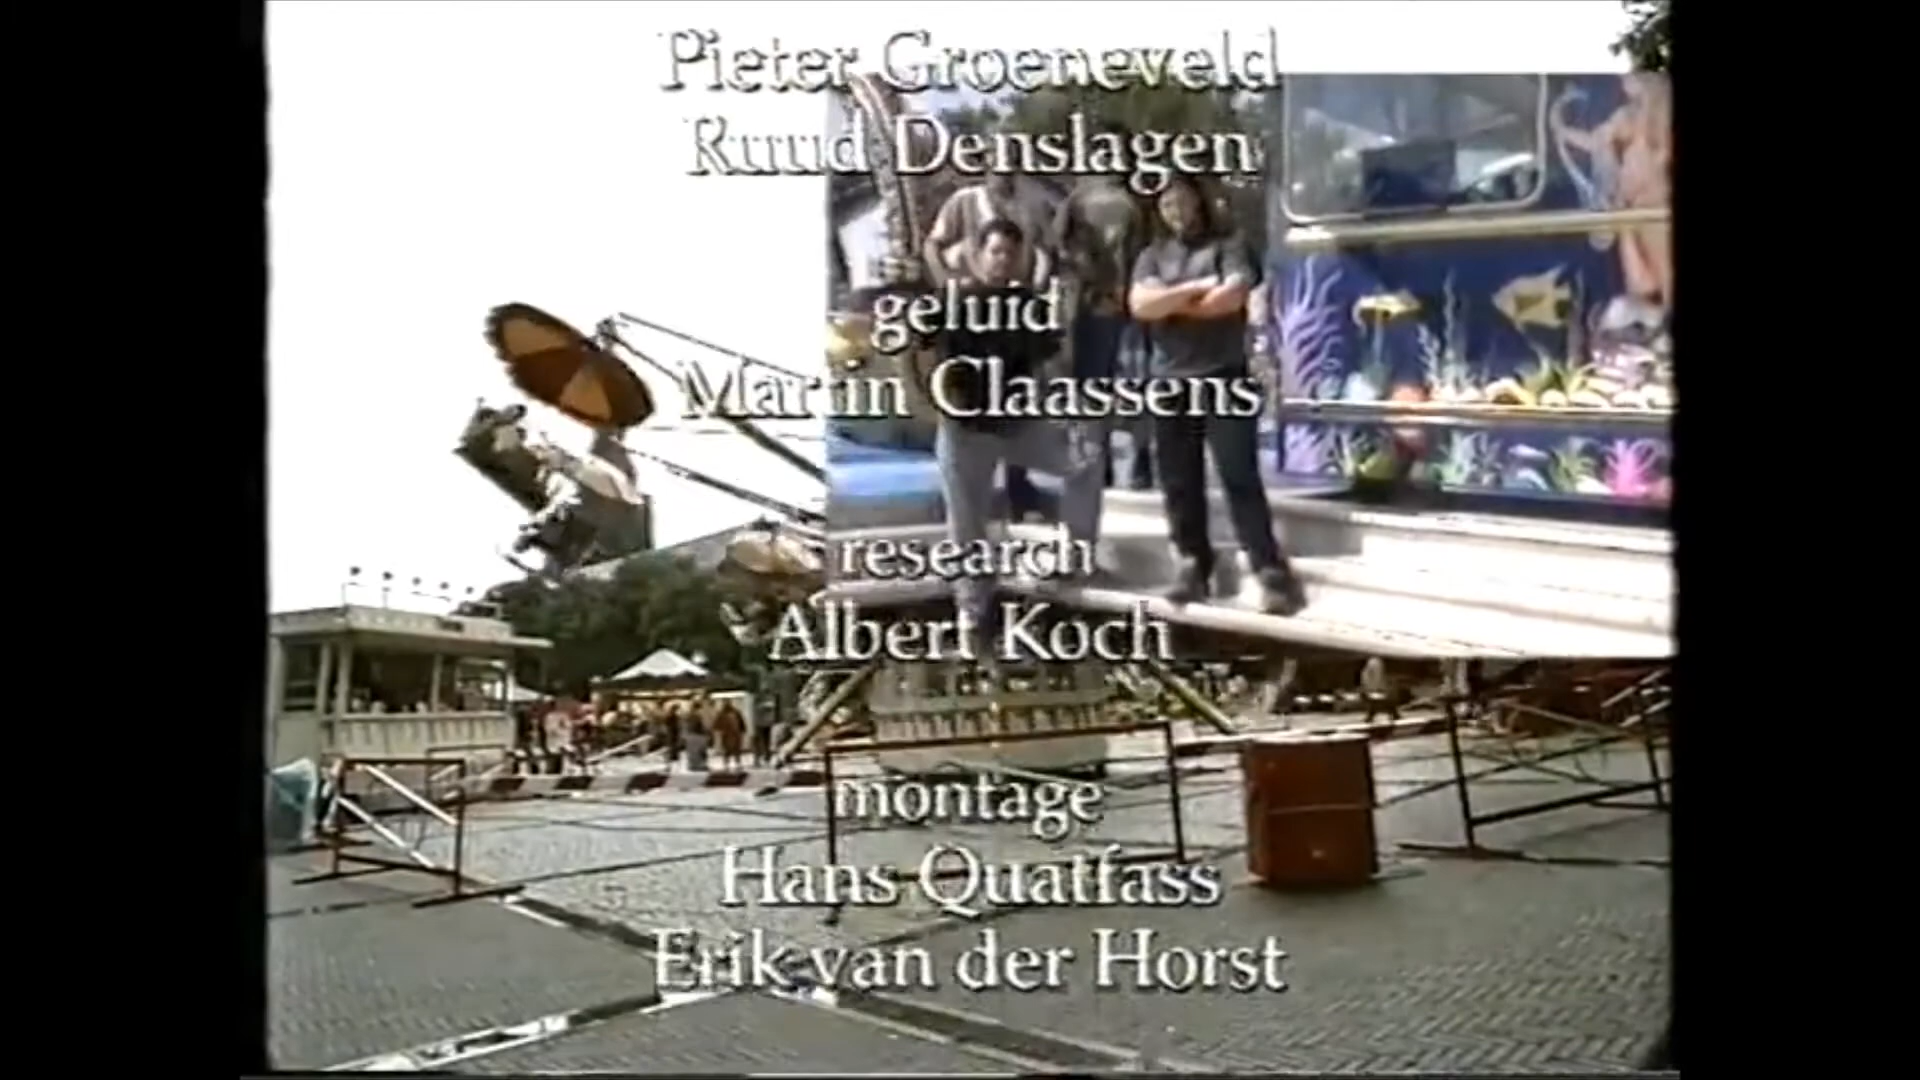 Pieter Groeneveld
Ruud Denslagen
geluid
Martin Claassens
research
Albert Koch
montage
Hans Quatfass
Erik van der Horst